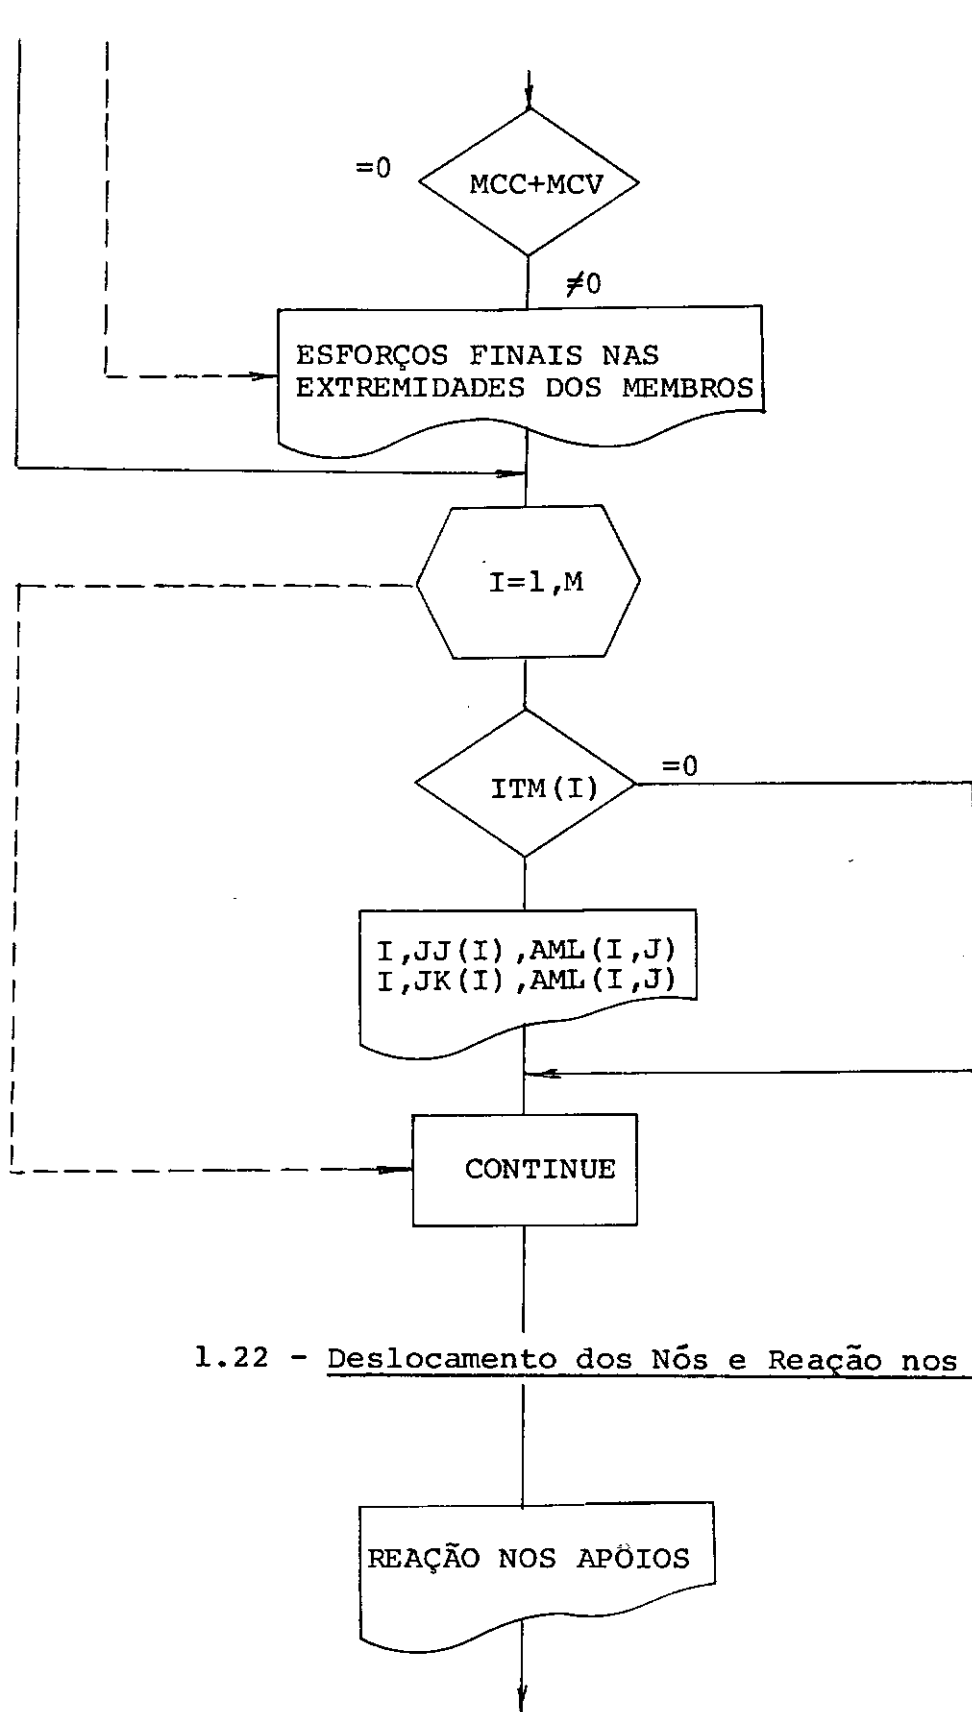 =0
MCC+MCV
≠0
ESFORÇOS FINAIS NAS
EXTREMIDADES DOS MEMBROS
I=1,M
ITM(I)
=0
I,JJ(I),AML(I,J)
I,JK(I),AML(I,J)
CONTINUE
1.22 - Deslocamento dos Nós e Reação nos
REAÇÃO NOS APÔIOS